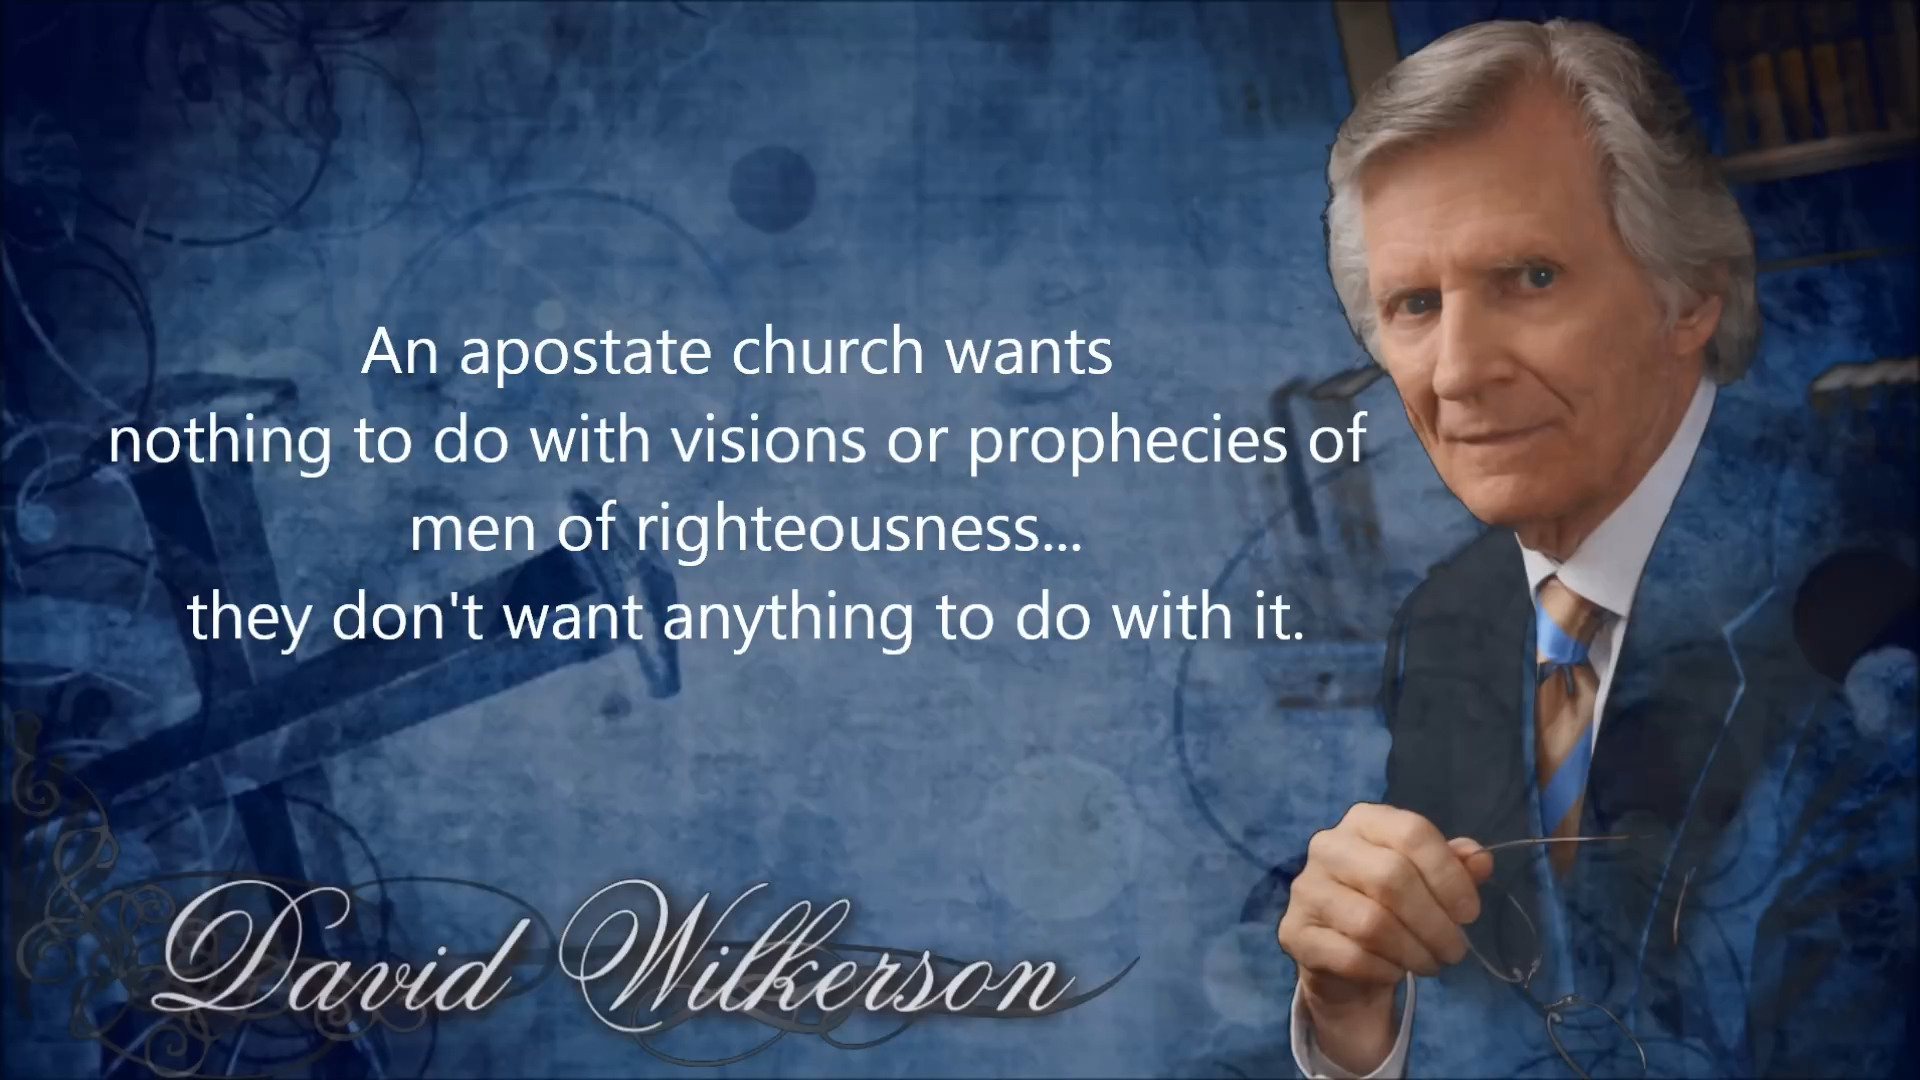 An apostate church wants
nothing to do with visions or prophecies of
men of righteousness...
they don't want anything to do with it.
David Wilkerson